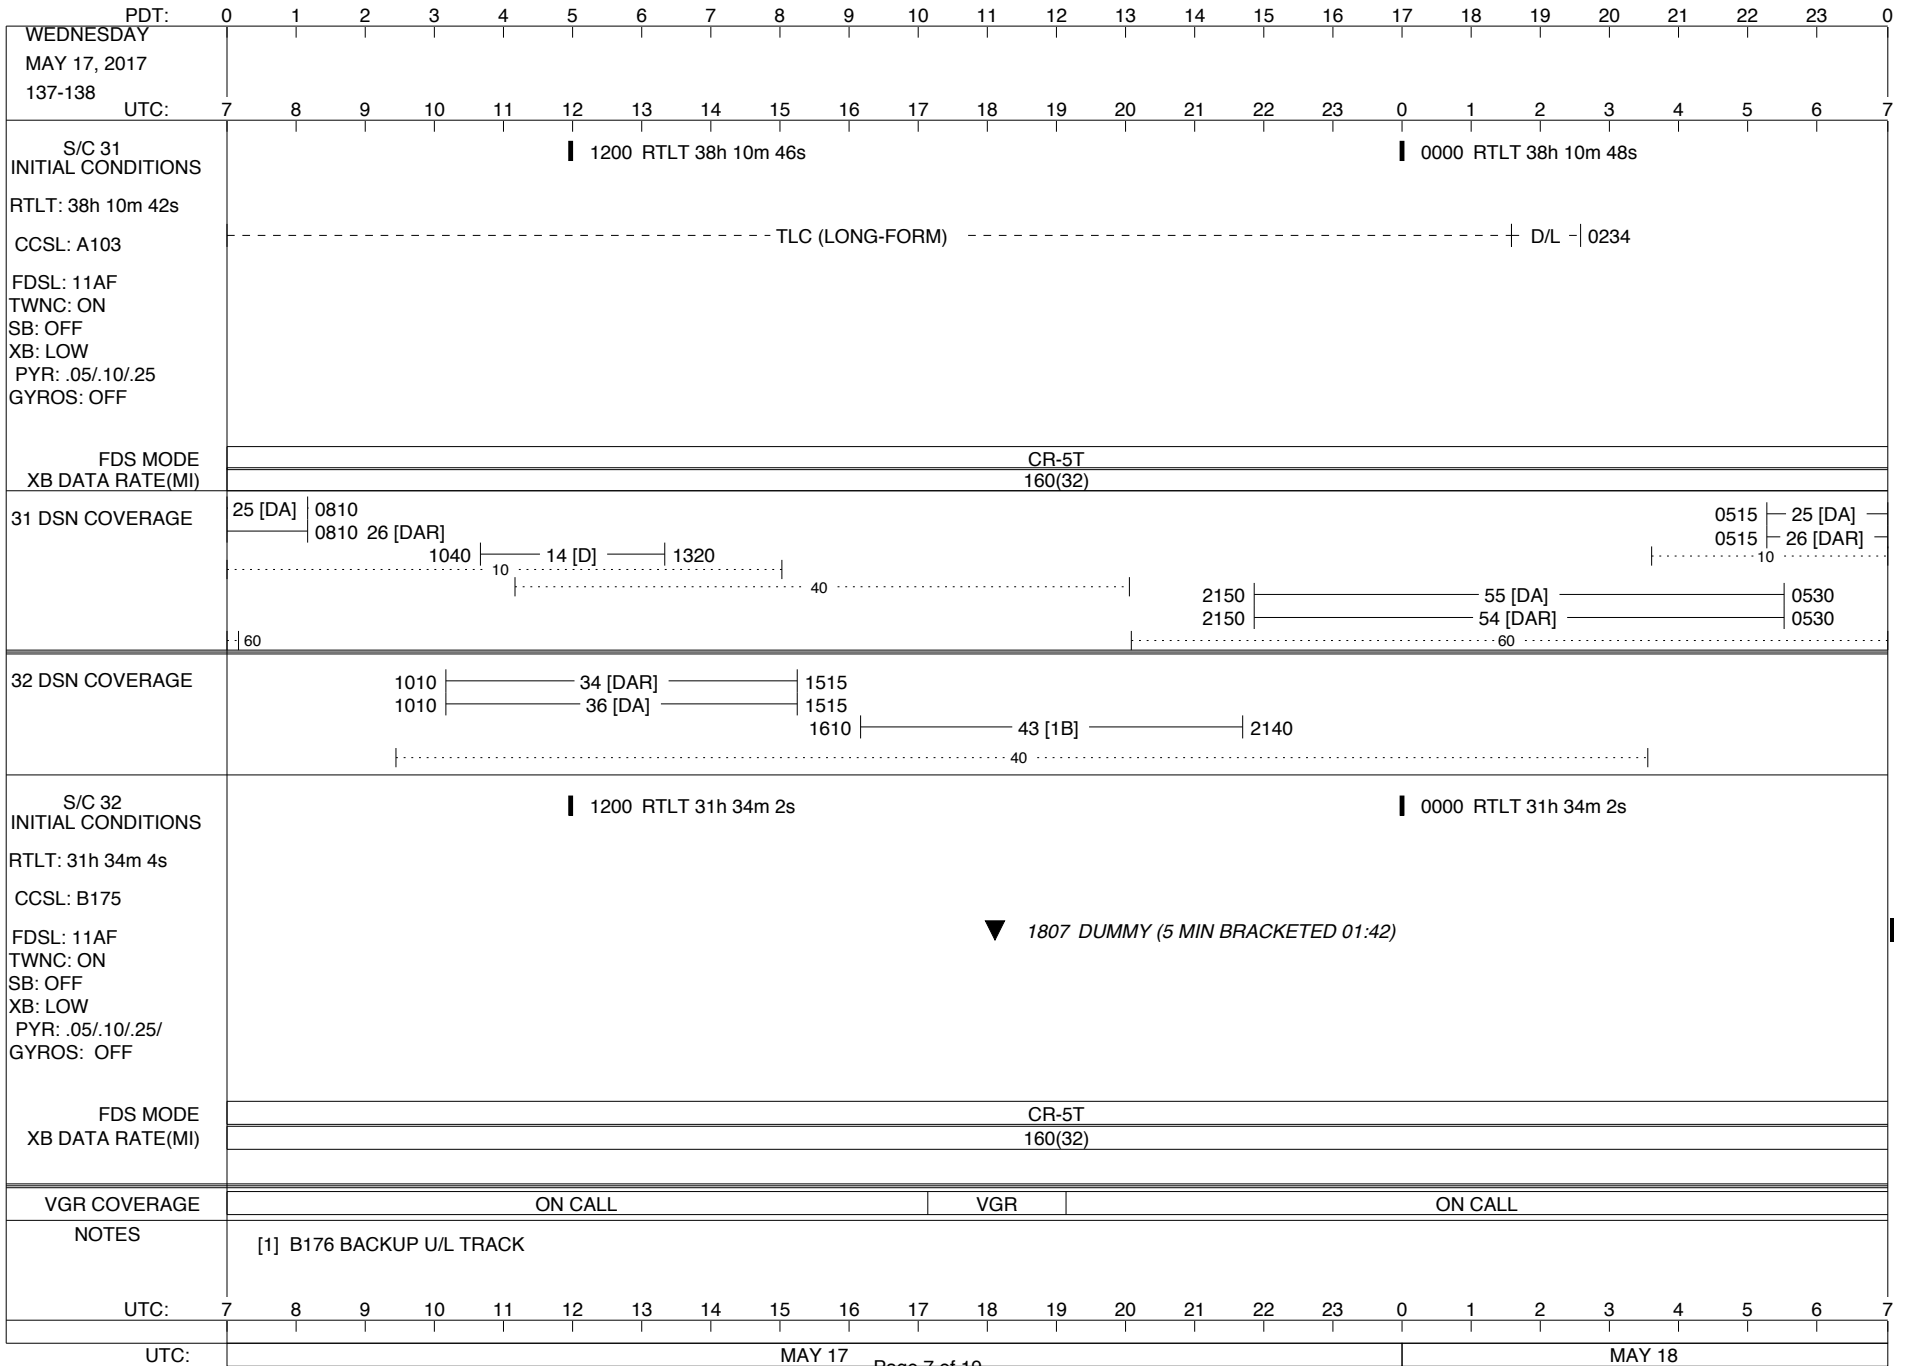 PDT: 0 1 2 3 4 5 6 7 8 9 10 11 12 13 14 15 16 17 18 19 20 21 22 23 0
WEDNESDAY
MAY 17, 2017
137-138
UTC: 7 8 9 10 11 12 13 14 15 16 17 18 19 20 21 22 23 0 1 2 3 4 5 6 7
S/C 31
INITIAL CONDITIONS
1200 RTLT 38h 10m 46s
0000 RTLT 38h 10m 48s
RTLT: 38h 10m 42s
CCSL: A103
TLC (LONG-FORM)
D/L
0234
FDSL: 11AF
TWNC: ON
SB: OFF
XB: LOW
PYR: .05/.10/.25
GYROS: OFF
FDS MODE
CR-5T
XB DATA RATE(MI)
160(32)
31 DSN COVERAGE
25 [DA] 0810
0810 26 [DAR]
1040 14 [D] 1320
10
40
0515 25 [DA]
0515 26 [DAR]
10
2150 55 [DA] 0530
2150 54 [DAR] 0530
60
60
32 DSN COVERAGE
1010 34 [DAR] 1515
1010 36 [DA] 1515
1610 43 [1B] 2140
40
S/C 32
INITIAL CONDITIONS
1200 RTLT 31h 34m 2s
0000 RTLT 31h 34m 2s
RTLT: 31h 34m 4s
CCSL: B175
1807 DUMMY (5 MIN BRACKETED 01:42)
FDSL: 11AF
TWNC: ON
SB: OFF
XB: LOW
PYR: .05/.10/.25/
GYROS: OFF
FDS MODE
CR-5T
XB DATA RATE(MI)
160(32)
VGR COVERAGE
ON CALL
VGR
ON CALL
NOTES
[1] B176 BACKUP U/L TRACK
UTC: 7 8 9 10 11 12 13 14 15 16 17 18 19 20 21 22 23 0 1 2 3 4 5 6 7
UTC: MAY 17 MAY 18
Page 7 of 19